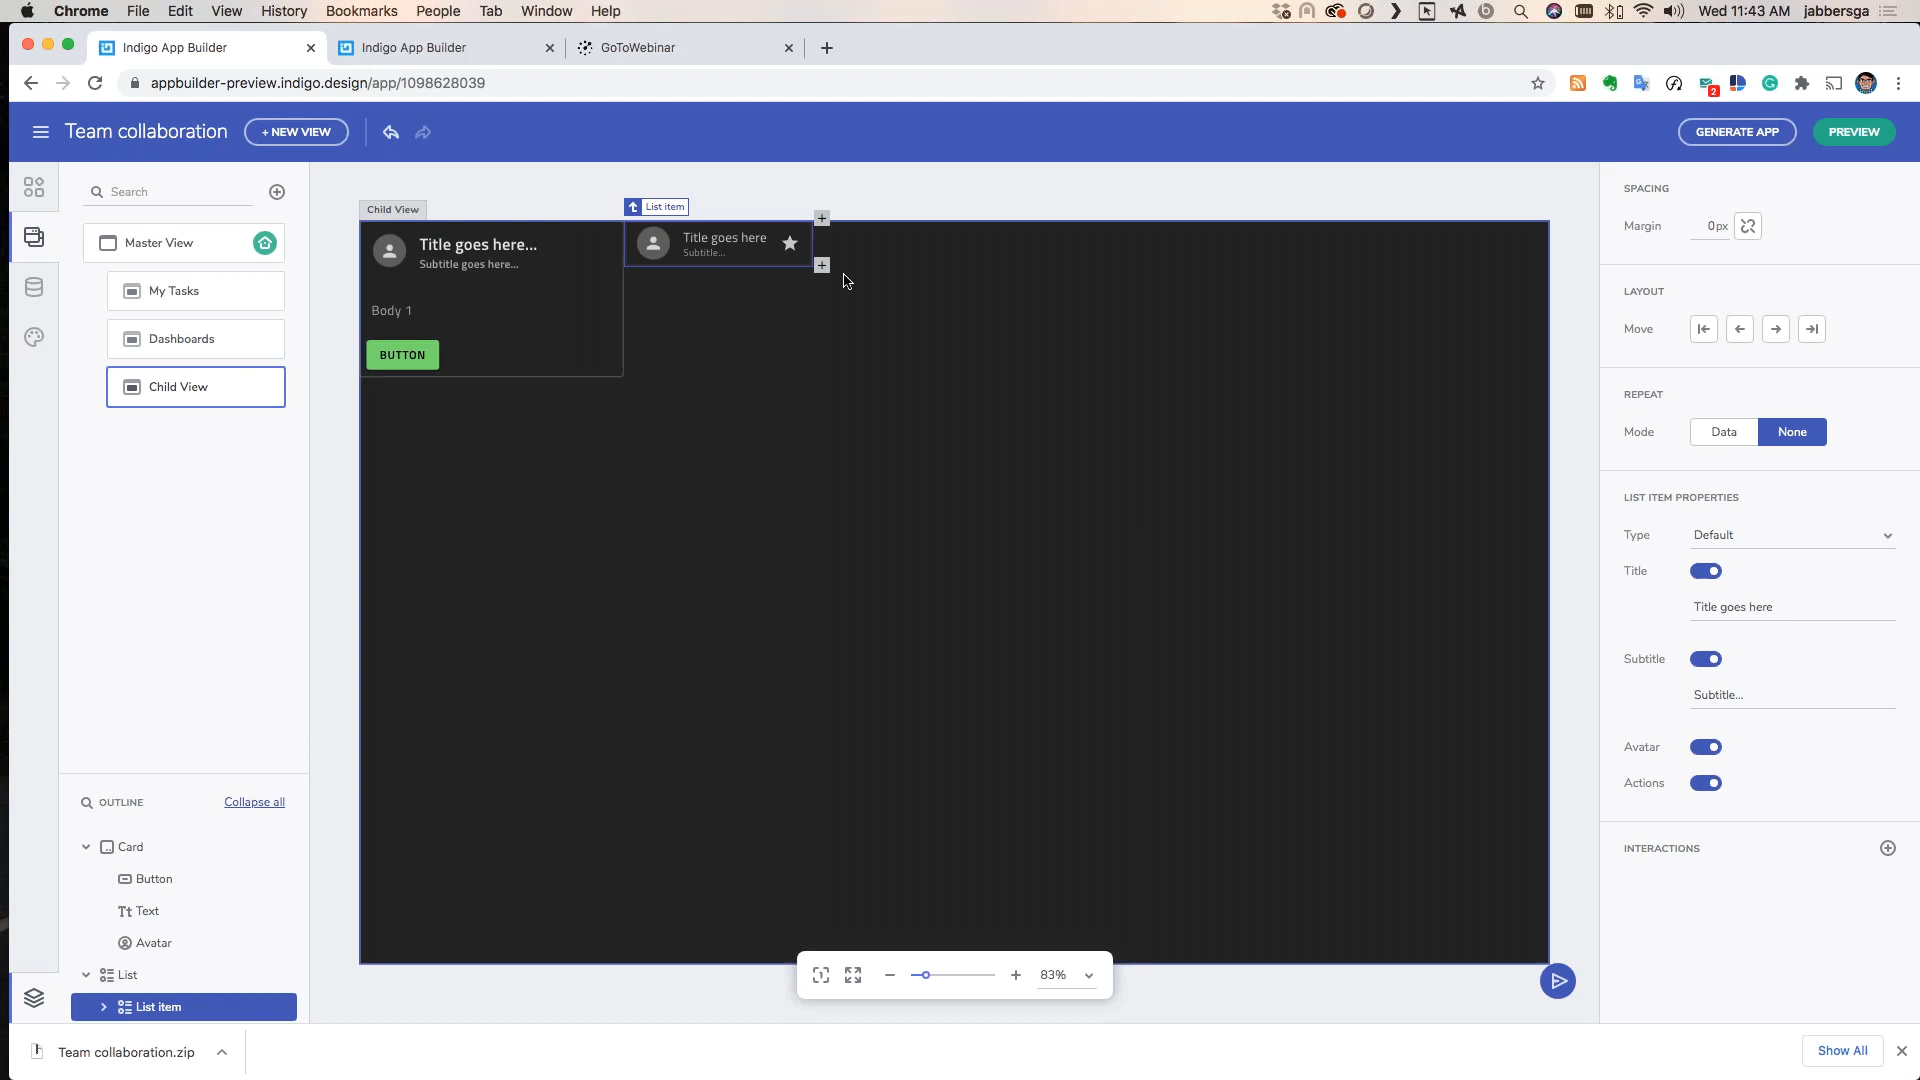 Chrome File Edit View History Bookmarks People Tab Window Help
Wed 11:43 AM jabbersga
Indigo App Builder
Indigo App Builder
GoToWebinar
appbuilder-preview.indigo.design/app/1098628039
2
Team collaboration
+ NEW VIEW
GENERATE APP
PREVIEW
Search
Master View
My Tasks
Dashboards
Child View
OUTLINE
Collapse all
Card
Button
Text
Avatar
List
List item
Child View
List item
Title goes here...
Subtitle goes here...
Body 1
BUTTON
Title goes here
Subtitle...
83%
SPACING
Margin 0px
LAYOUT
Move
REPEAT
Mode Data None
LIST ITEM PROPERTIES
Type Default
Title
Title goes here
Subtitle
Subtitle...
Avatar
Actions
INTERACTIONS
Team collaboration.zip
Show All